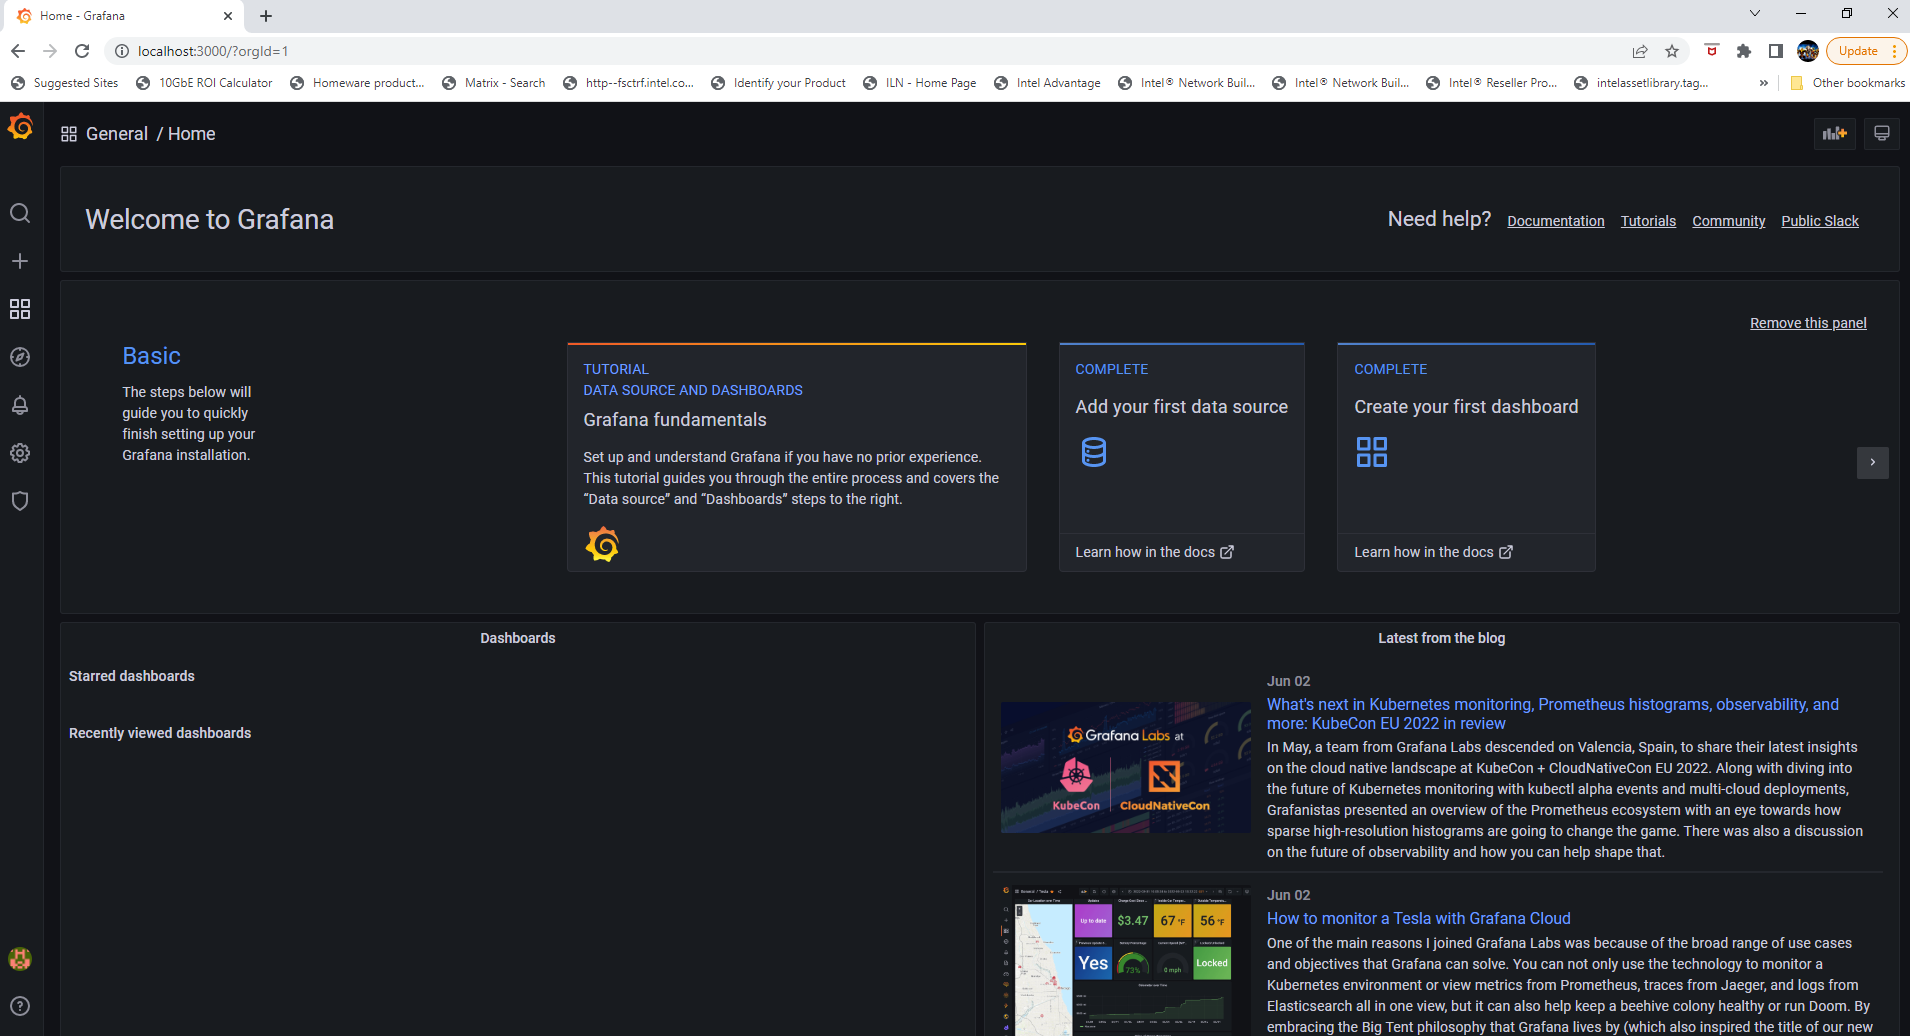 Home - Grafana
localhost:3000/?orgId=1
Update
Suggested Sites
10GbE ROI Calculator
Homeware product...
Matrix - Search
http--fsctrf.intel.co...
Identify your Product
ILN - Home Page
Intel Advantage
Intel® Network Buil...
Intel® Network Buil...
Intel® Reseller Pro...
intelassetlibrary.tag...
»
Other bookmarks
General / Home
Welcome to Grafana
Need help? Documentation Tutorials Community Public Slack
Remove this panel
Basic
The steps below will
guide you to quickly
finish setting up your
Grafana installation.
TUTORIAL
DATA SOURCE AND DASHBOARDS
Grafana fundamentals
Set up and understand Grafana if you have no prior experience.
This tutorial guides you through the entire process and covers the
“Data source” and “Dashboards” steps to the right.
COMPLETE
Add your first data source
Learn how in the docs
COMPLETE
Create your first dashboard
Learn how in the docs
Dashboards
Starred dashboards
Recently viewed dashboards
Latest from the blog
Grafana Labs at
KubeCon
CloudNativeCon
Jun 02
What's next in Kubernetes monitoring, Prometheus histograms, observability, and
more: KubeCon EU 2022 in review
In May, a team from Grafana Labs descended on Valencia, Spain, to share their latest insights
on the cloud native landscape at KubeCon + CloudNativeCon EU 2022. Along with diving into
the future of Kubernetes monitoring with kubectl alpha events and multi-cloud deployments,
Grafanistas presented an overview of the Prometheus ecosystem with an eye towards how
sparse high-resolution histograms are going to change the game. There was also a discussion
on the future of observability and how you can help shape that.
Up to date
$3.47
67 °F
56 °F
Yes
73%
0 mph
Locked
Jun 02
How to monitor a Tesla with Grafana Cloud
One of the main reasons I joined Grafana Labs was because of the broad range of use cases
and objectives that Grafana can solve. You can not only use the technology to monitor a
Kubernetes environment or view metrics from Prometheus, traces from Jaeger, and logs from
Elasticsearch all in one view, but it can also help keep a beehive colony healthy or run Doom. By
embracing the Big Tent philosophy that Grafana lives by (which also inspired the title of our new